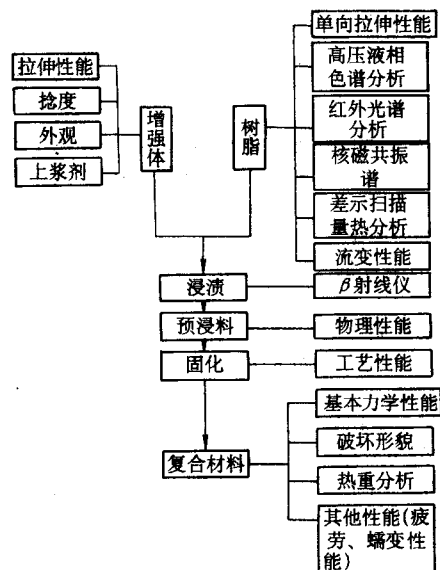 拉伸性能
捻度
外观
上浆剂
增强体
树脂
单向拉伸性能
高压液相
色谱分析
红外光谱
分析
核磁共振
谱
差示扫描
量热分析
流变性能
浸渍
β射线仪
预浸料
物理性能
固化
工艺性能
复合材料
基本力学性能
破坏形貌
热重分析
其他性能(疲
劳、蠕变性
能)